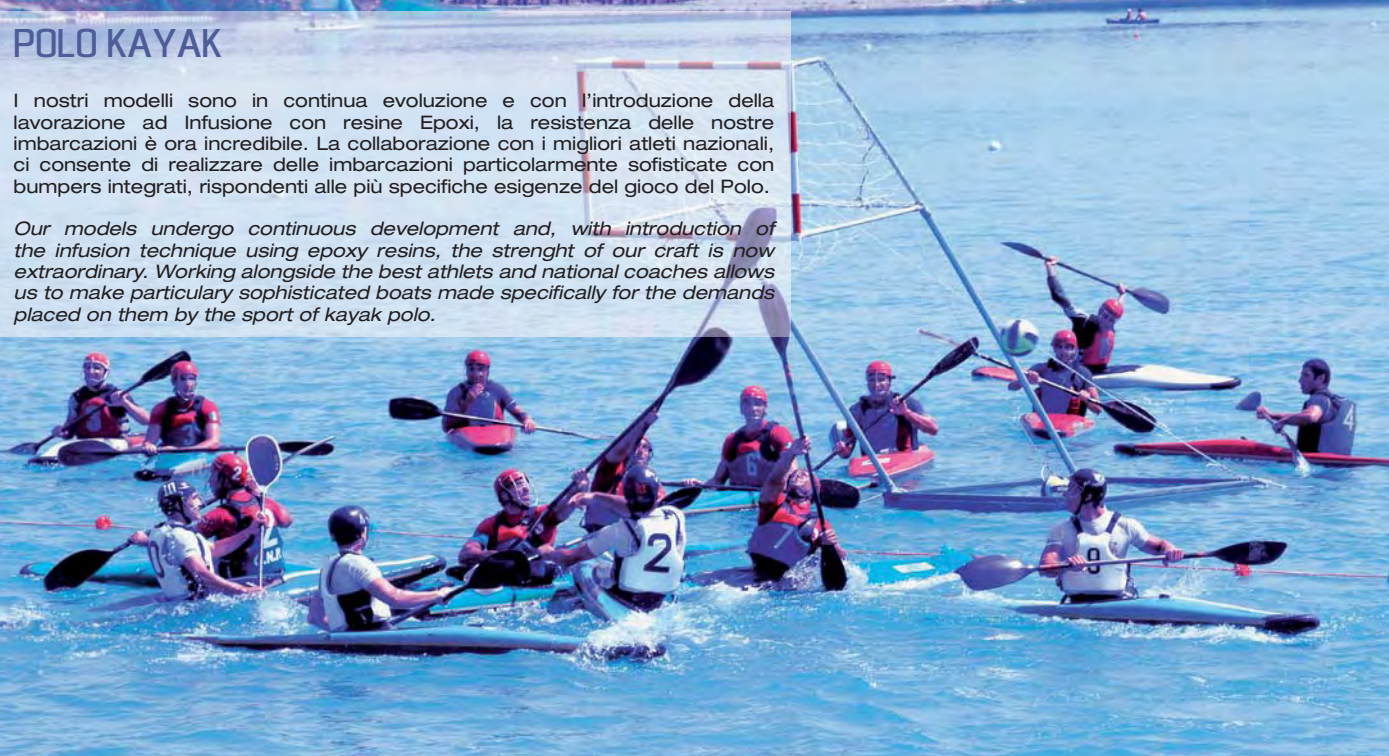 POLO KAYAK
I nostri modelli sono in continua evoluzione e con l'introduzione della
lavorazione ad Infusione con resine Epoxi, la resistenza delle nostre
imbarcazioni è ora incredibile. La collaborazione con i migliori atleti nazionali,
ci consente di realizzare delle imbarcazioni particolarmente sofisticate con
bumpers integrati, rispondenti alle più specifiche esigenze del gioco del Polo.
Our models undergo continuous development and, with introduction of
the infusion technique using epoxy resins, the strenght of our craft is now
extraordinary. Working alongside the best athlets and national coaches allows
us to make particulary sophisticated boats made specifically for the demands
placed on them by the sport of kayak polo.
4
6
2
2
7
9